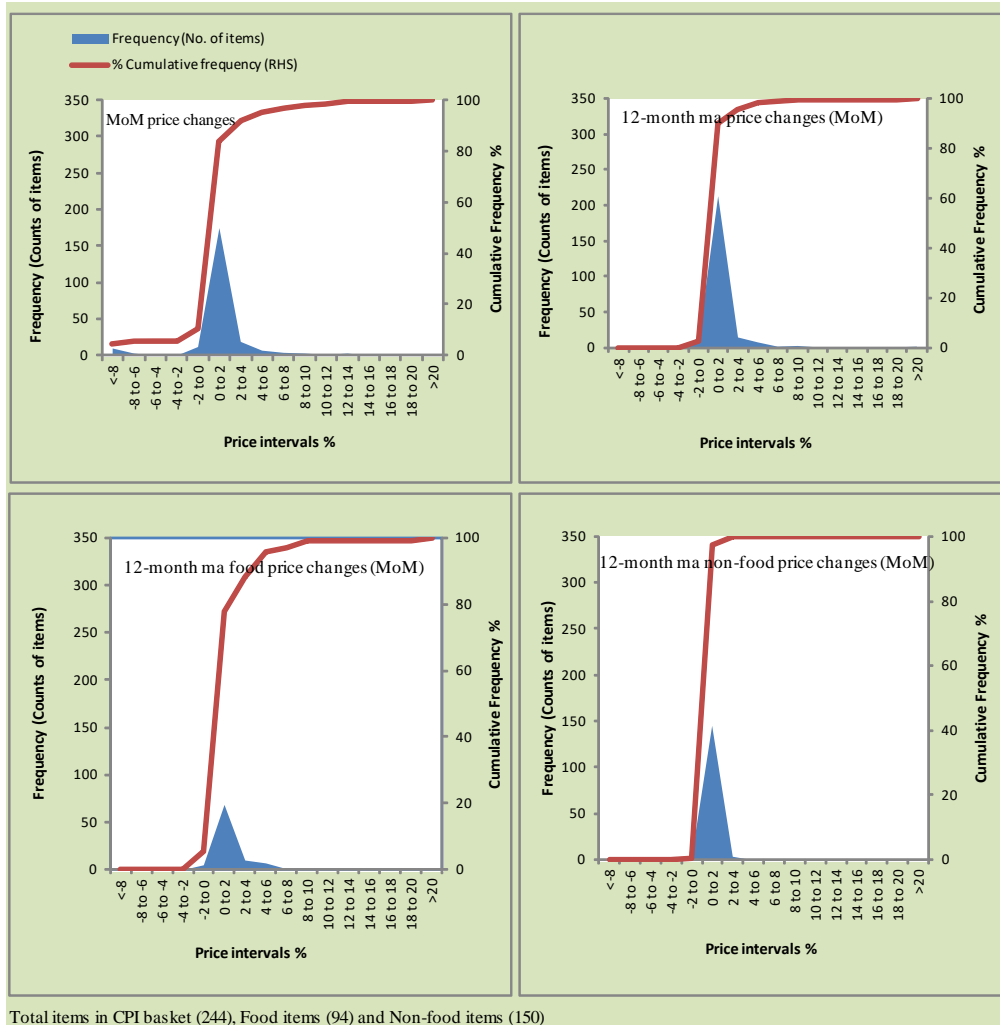 Frequency (No. of items)
% Cumulative frequency (RHS)
MoM price changes
350
300
250
200
150
100
50
0
100
80
60
40
20
0
Frequency (Counts of items)
Cumulative Frequency %
<-8
-8 to -6
-6 to -4
-4 to -2
-2 to 0
0 to 2
2 to 4
4 to 6
6 to 8
8 to 10
10 to 12
12 to 14
14 to 16
16 to 18
18 to 20
>20
Price intervals %
12-month ma price changes (MoM)
350
300
250
200
150
100
50
0
100
80
60
40
20
0
Frequency (Counts of items)
Cumulative Frequency %
<-8
-8 to -6
-6 to -4
-4 to -2
-2 to 0
0 to 2
2 to 4
4 to 6
6 to 8
8 to 10
10 to 12
12 to 14
14 to 16
16 to 18
18 to 20
>20
Price intervals %
12-month ma food price changes (MoM)
350
300
250
200
150
100
50
0
100
80
60
40
20
0
Frequency (Counts of items)
Cumulative Frequency %
<-8
-8 to -6
-6 to -4
-4 to -2
-2 to 0
0 to 2
2 to 4
4 to 6
6 to 8
8 to 10
10 to 12
12 to 14
14 to 16
16 to 18
18 to 20
>20
Price intervals %
12-month ma non-food price changes (MoM)
350
300
250
200
150
100
50
0
100
80
60
40
20
0
Frequency (Counts of items)
Cumulative Frequency %
<-8
-8 to -6
-6 to -4
-4 to -2
-2 to 0
0 to 2
2 to 4
4 to 6
6 to 8
8 to 10
10 to 12
12 to 14
14 to 16
16 to 18
18 to 20
>20
Price intervals %
Total items in CPI basket (244), Food items (94) and Non-food items (150)